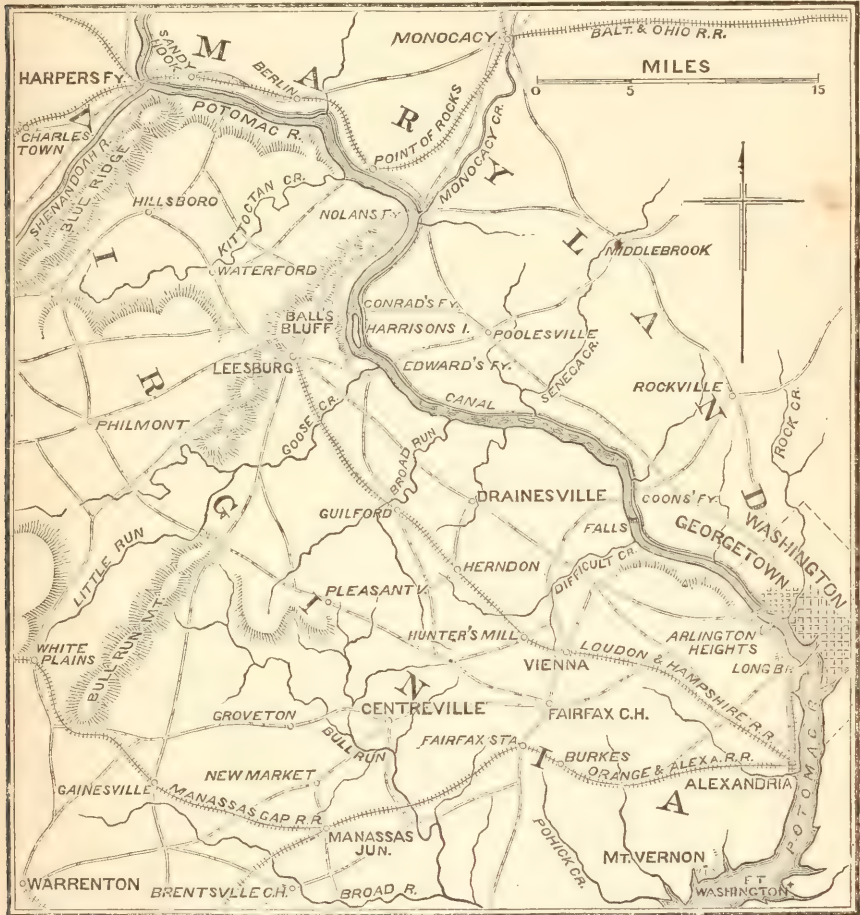 MONOCACY
BALT. & OHIO R.R.
SANDY
HOOK
MARYLAND
BERLIN
HARPERS FY.
MILES
0 5 15
POTOMAC R.
POINT OF ROCKS
CHARLES
TOWN
VIRGINIA
MONOCACY CR.
SHENANDOAH R.
BLUE RIDGE
HILLSBORO
KITTOCTAN CR.
NOLANS FY.
MIDDLEBROOK
WATERFORD
CONRAD'S FY.
BALLS
BLUFF
HARRISONS I.
POOLESVILLE
LEESBURG
EDWARD'S FY.
SENECA CR.
ROCKVILLE
ROCK CR.
CANAL
PHILMONT
GOOSE CR.
BROAD RUN
DRAINESVILLE
COONS' FY.
GUILFORD
FALLS
GEORGETOWN
WASHINGTON
LITTLE RUN
HERNDON
DIFFICULT CR.
PLEASANT V.
HUNTER'S MILL
ARLINGTON
HEIGHTS
WHITE
PLAINS
BULL RUN MT.
VIENNA
LOUDON & HAMPSHIRE R.R.
LONG BR.
GROVETON
CENTREVILLE
FAIRFAX C.H.
BULL RUN
FAIRFAX STA.
BURKES
ORANGE & ALEXA. R.R.
POTOMAC R.
NEW MARKET
GAINESVILLE
ALEXANDRIA
MANASSAS GAP R.R.
MANASSAS
JUN.
POHICK CR.
MT. VERNON
WARRENTON
BRENTSVLLE C.H.
BROAD R.
FT
WASHINGTON